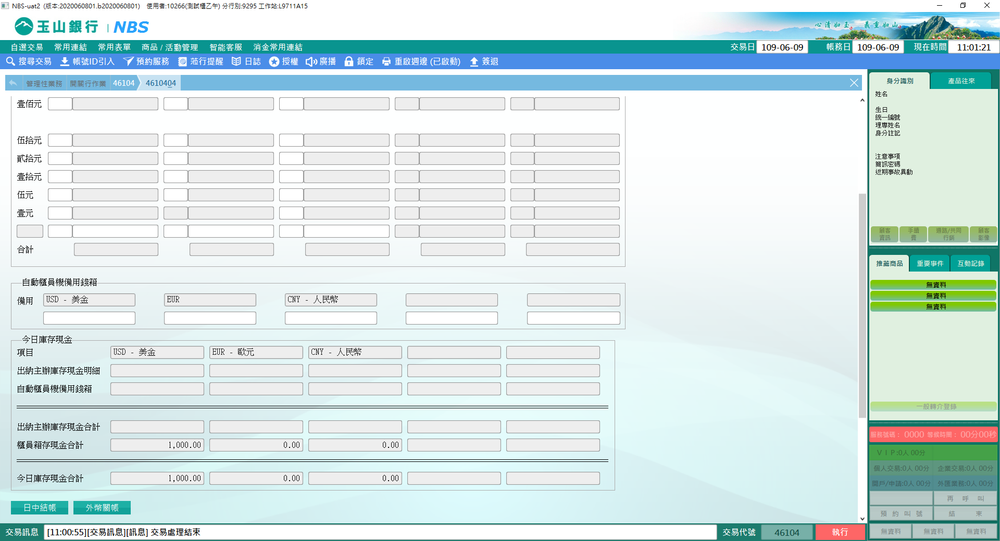 NBS-uat2 (版本:2020060801.b2020060801) 使用者:10266(測試櫃乙午) 分行別:9295 工作站:L9711A15
玉山銀行 | NBS
心清如玉。義重如山。
自選交易 常用連結 常用表單 商品 / 活動管理 智能客服 消金常用連結 交易日 109-06-09 帳務日 109-06-09 現在時間 11:01:21
搜尋交易 帳號ID引入 預約服務 蒞行提醒 日誌 授權 廣播 鎖定 重啟週邊 (已啟動) 簽退
管理性業務 開關行作業 46104 4610404
壹佰元
伍拾元
貳拾元
壹拾元
伍元
壹元
合計
自動櫃員機備用錢箱
備用 USD - 美金 EUR CNY - 人民幣
今日庫存現金
項目 USD - 美金 EUR - 歐元 CNY - 人民幣
出納主辦庫存現金明細
自動櫃員機備用錢箱
出納主辦庫存現金合計
櫃員箱存現金合計 1,000.00 0.00 0.00
今日庫存現金合計 1,000.00 0.00 0.00
日中結帳 外幣關帳
交易訊息 [11:00:55][交易訊息][訊息] 交易處理結束 交易代號 46104 執行
身分識別 產品往來
姓名
生日
統一編號
理專姓名
身分註記
注意事項
簡訊密碼
近期事故異動
顧客資訊 手續費 通路/共同行銷 顧客影像
推薦商品 重要事件 互動記錄
無資料
無資料
無資料
一般轉介登錄
服務號碼: 0000 等候時間: 00分00秒
VIP:0人 00分
個人交易:0人 00分 企業交易:0人 00分
開戶/申請:0人 00分 外匯業務:0人 00分
再 呼 叫
預 約 叫 號 結 束
無資料 無資料 無資料